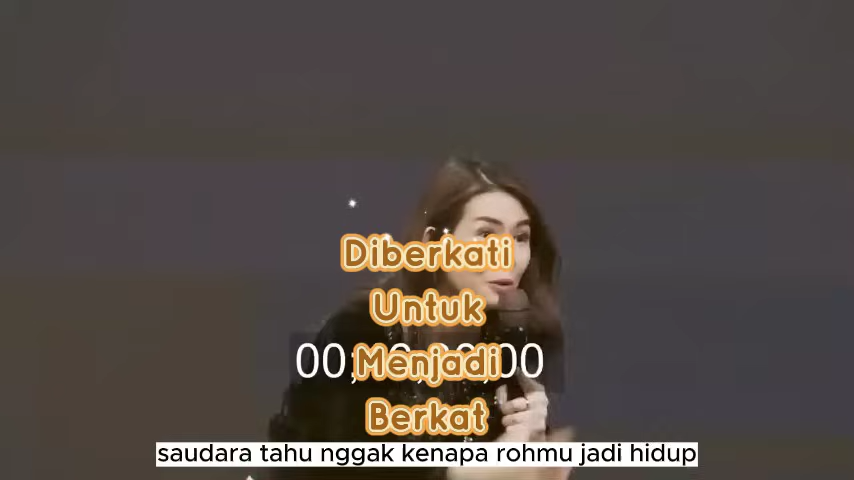 Diberkati
Untuk
Menjadi
Berkat
saudara tahu nggak kenapa rohmu jadi hidup